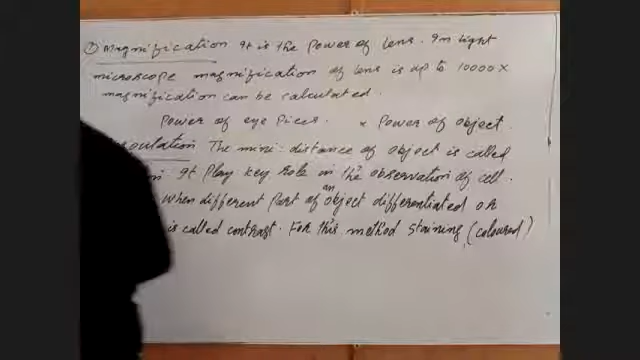 ① Magnification It is the Power of Lens. In light
microscope magnification of lens is up to 10000 X
magnification can be calculated.
Power of eye Piece. × Power of object.
The mini: distance of object is called
It Play key role in the observation of cell.
when different Part of an object differentiated OR
is called contrast. For this method staining (coloured)